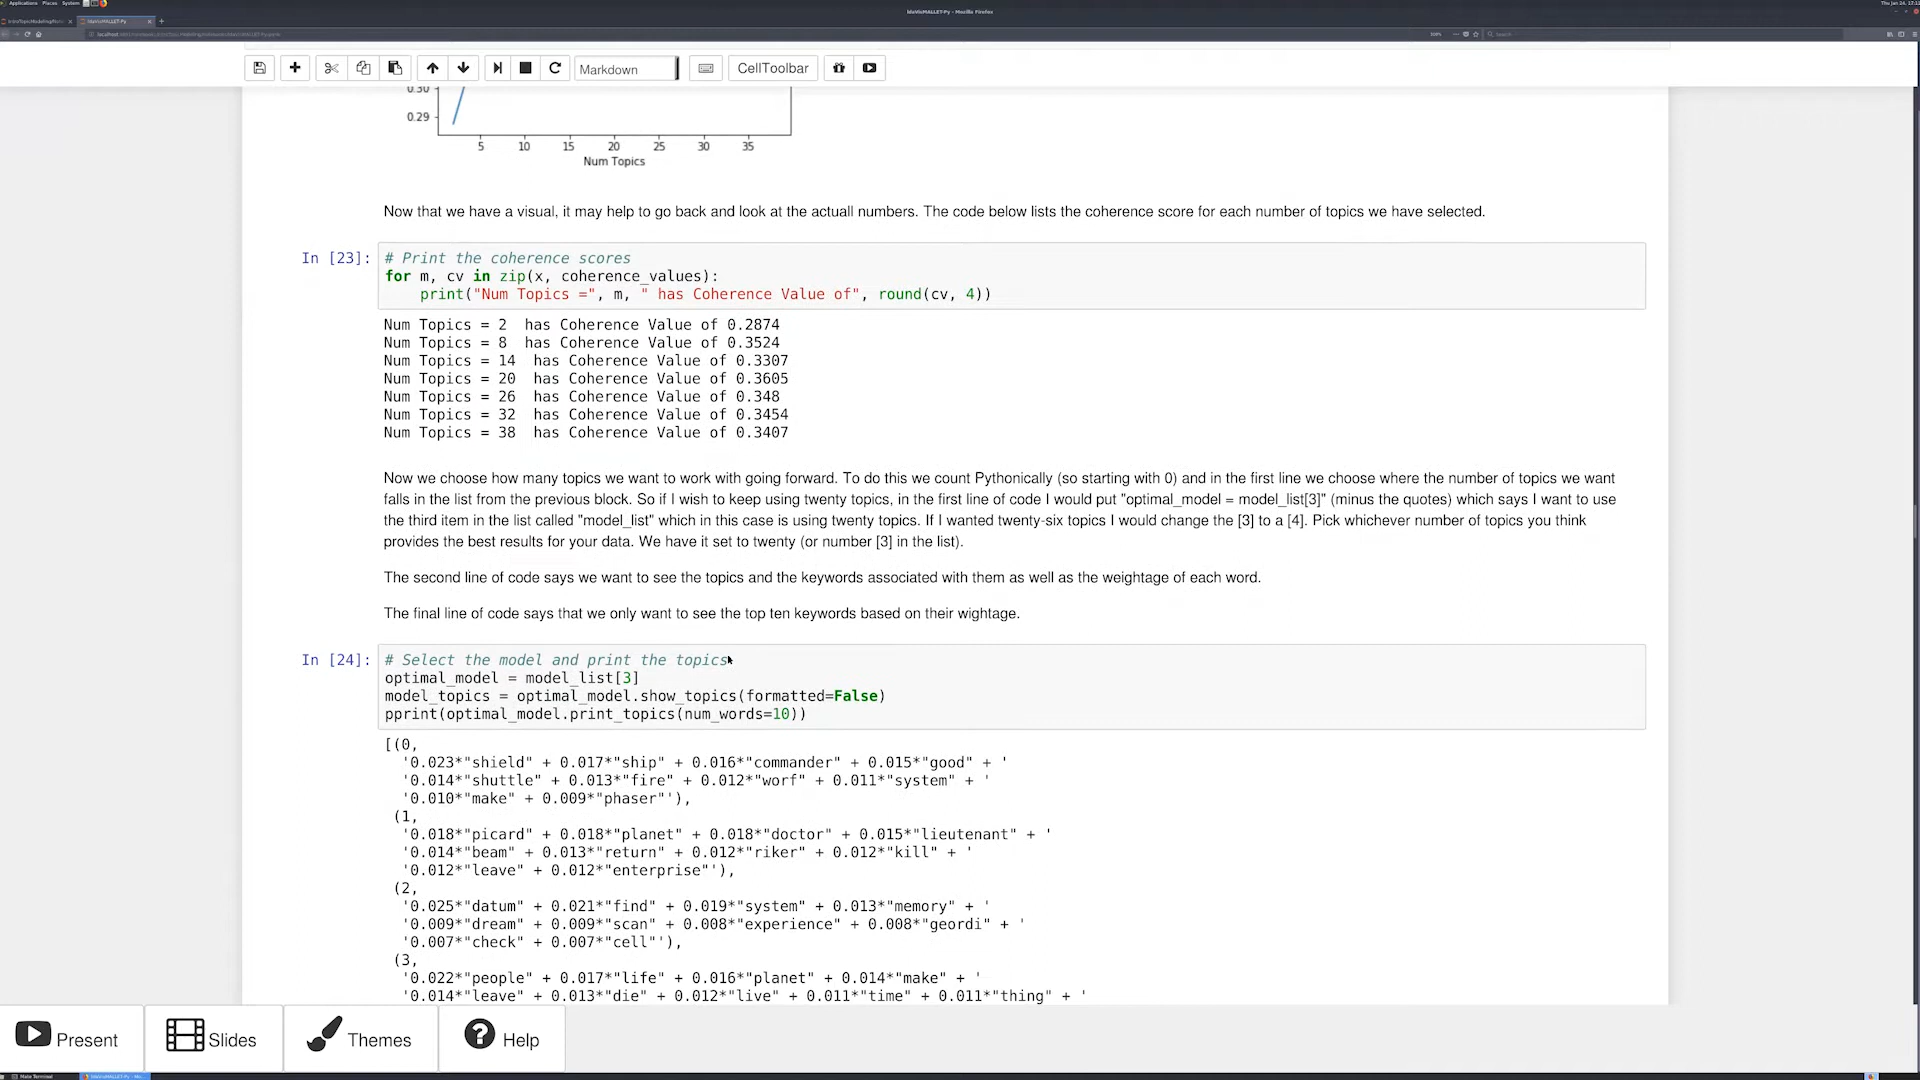 Applications Places System
Thu Jan 24, 17:11
ldaVizMALLET-Py - Mozilla Firefox
ldaVizMALLET-Py
Search
Markdown
CellToolbar
0.30
0.29
5 10 15 20 25 30 35
Num Topics
Now that we have a visual, it may help to go back and look at the actuall numbers. The code below lists the coherence score for each number of topics we have selected.
In [23]:
# Print the coherence scores
for m, cv in zip(x, coherence_values):
    print("Num Topics =", m, " has Coherence Value of", round(cv, 4))
Num Topics = 2  has Coherence Value of 0.2874
Num Topics = 8  has Coherence Value of 0.3524
Num Topics = 14  has Coherence Value of 0.3307
Num Topics = 20  has Coherence Value of 0.3605
Num Topics = 26  has Coherence Value of 0.348
Num Topics = 32  has Coherence Value of 0.3454
Num Topics = 38  has Coherence Value of 0.3407
Now we choose how many topics we want to work with going forward. To do this we count Pythonically (so starting with 0) and in the first line we choose where the number of topics we want
falls in the list from the previous block. So if I wish to keep using twenty topics, in the first line of code I would put "optimal_model = model_list[3]" (minus the quotes) which says I want to use
the third item in the list called "model_list" which in this case is using twenty topics. If I wanted twenty-six topics I would change the [3] to a [4]. Pick whichever number of topics you think
provides the best results for your data. We have it set to twenty (or number [3] in the list).
The second line of code says we want to see the topics and the keywords associated with them as well as the weightage of each word.
The final line of code says that we only want to see the top ten keywords based on their wightage.
In [24]:
# Select the model and print the topics
optimal_model = model_list[3]
model_topics = optimal_model.show_topics(formatted=False)
pprint(optimal_model.print_topics(num_words=10))
[(0,
  '0.023*"shield" + 0.017*"ship" + 0.016*"commander" + 0.015*"good" + '
  '0.014*"shuttle" + 0.013*"fire" + 0.012*"worf" + 0.011*"system" + '
  '0.010*"make" + 0.009*"phaser"'),
 (1,
  '0.018*"picard" + 0.018*"planet" + 0.018*"doctor" + 0.015*"lieutenant" + '
  '0.014*"beam" + 0.013*"return" + 0.012*"riker" + 0.012*"kill" + '
  '0.012*"leave" + 0.012*"enterprise"'),
 (2,
  '0.025*"datum" + 0.021*"find" + 0.019*"system" + 0.013*"memory" + '
  '0.009*"dream" + 0.009*"scan" + 0.008*"experience" + 0.008*"geordi" + '
  '0.007*"check" + 0.007*"cell"'),
 (3,
  '0.022*"people" + 0.017*"life" + 0.016*"planet" + 0.014*"make" + '
  '0.014*"leave" + 0.013*"die" + 0.012*"live" + 0.011*"time" + 0.011*"thing" + '
Present Slides Themes Help
Mate Terminal